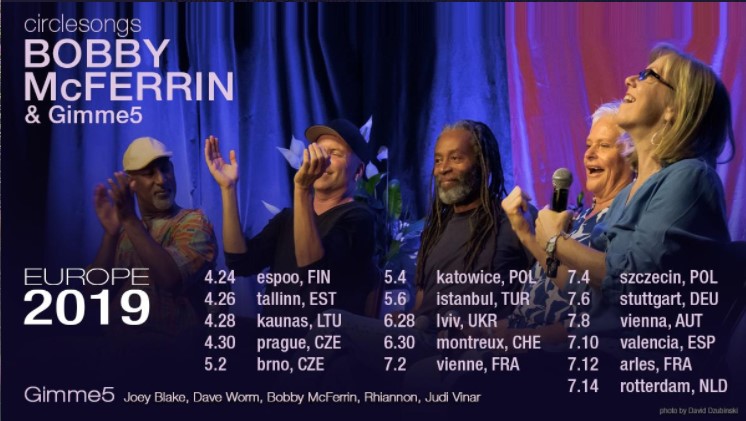 circlesongs
BOBBY
McFERRIN
& Gimme5
EUROPE
2019
4.24 espoo, FIN
4.26 tallinn, EST
4.28 kaunas, LTU
4.30 prague, CZE
5.2 brno, CZE
5.4 katowice, POL
5.6 istanbul, TUR
6.28 lviv, UKR
6.30 montreux, CHE
7.2 vienne, FRA
7.4 szczecin, POL
7.6 stuttgart, DEU
7.8 vienna, AUT
7.10 valencia, ESP
7.12 arles, FRA
7.14 rotterdam, NLD
Gimme5 Joey Blake, Dave Worm, Bobby McFerrin, Rhiannon, Judi Vinar
photo by David Dzubinski